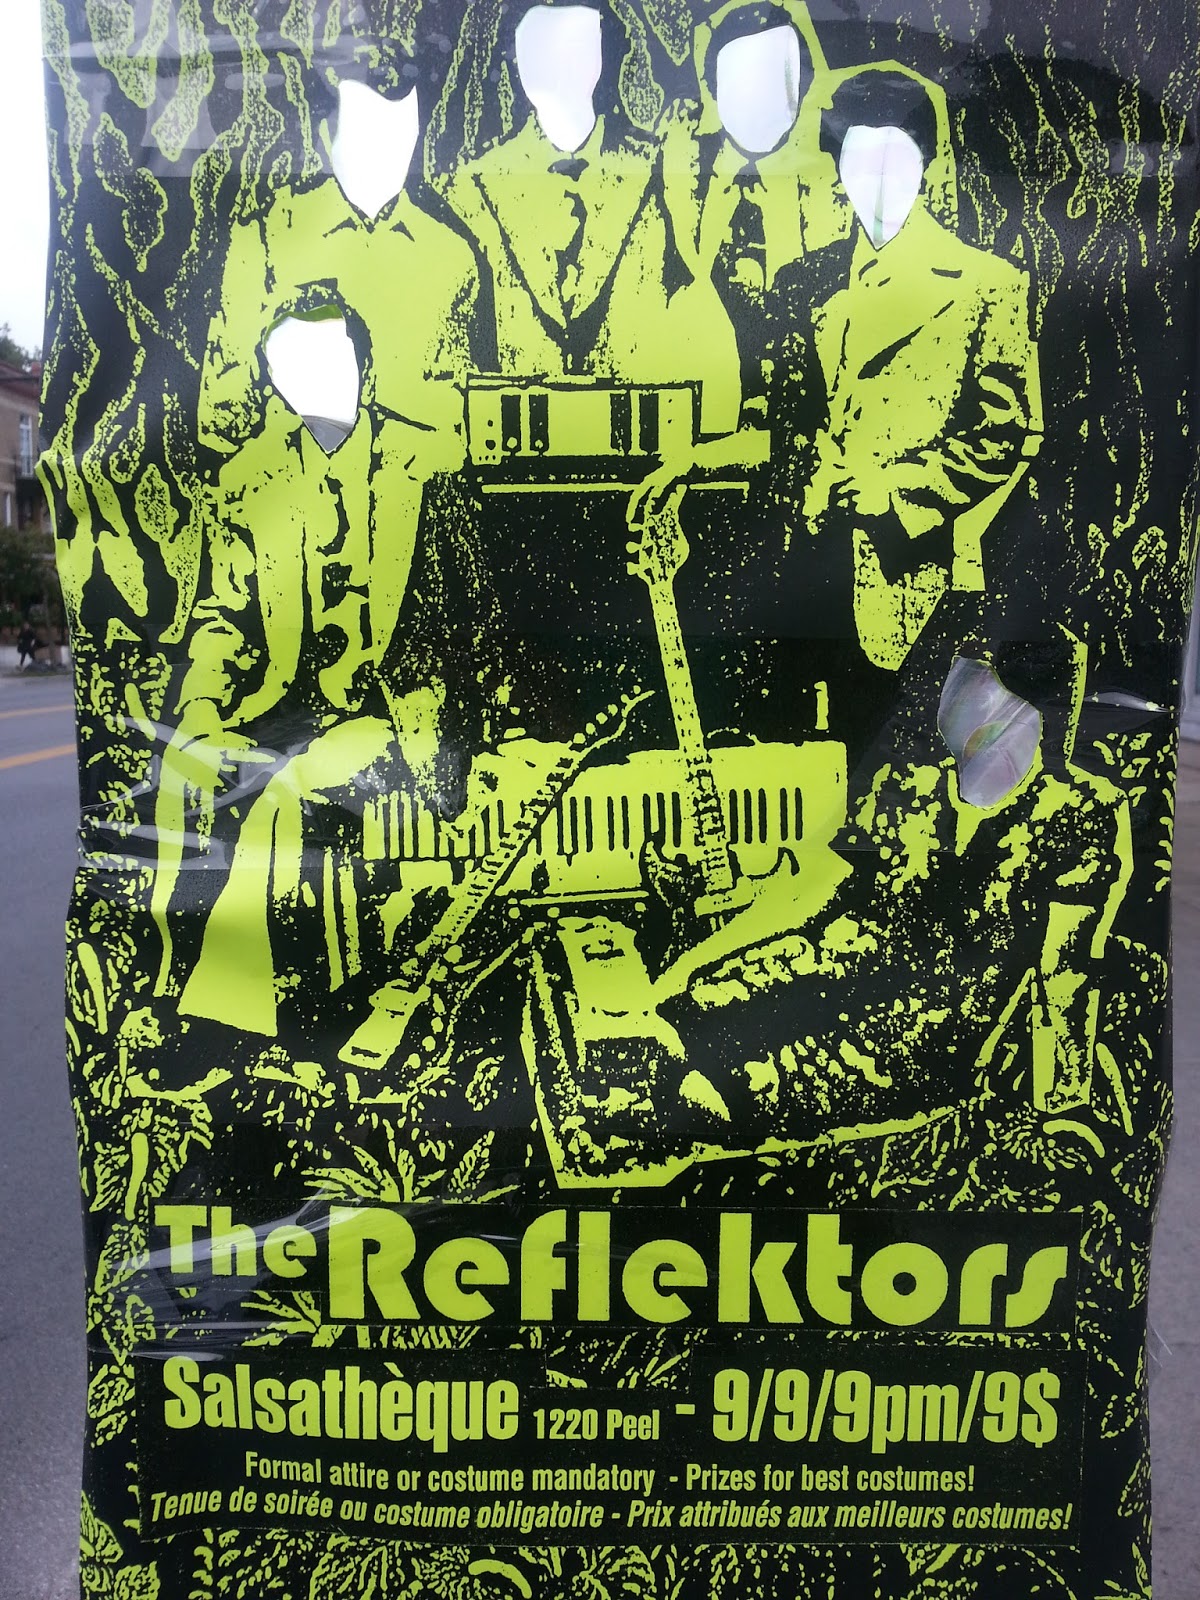 The Reflektors
Salsathèque 1220 Peel - 9/9/9pm/9$
Formal attire or costume mandatory - Prizes for best costumes!
Tenue de soirée ou costume obligatoire - Prix attribués aux meilleurs costumes!